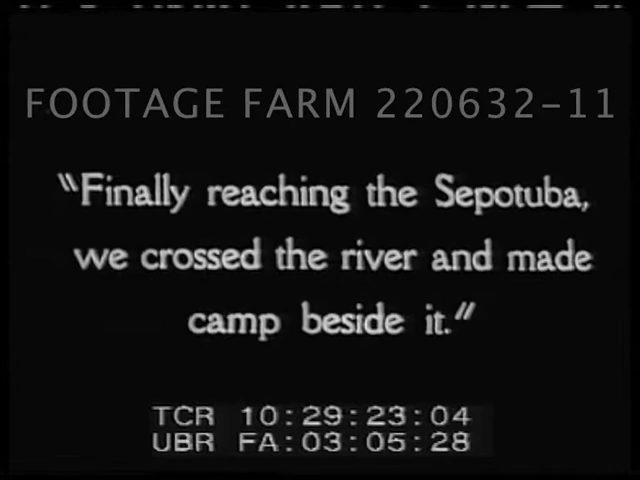 FOOTAGE FARM 220632-11
"Finally reaching the Sepotuba,
we crossed the river and made
camp beside it."
TCR 10:29:23:04
UBR FA:03:05:28